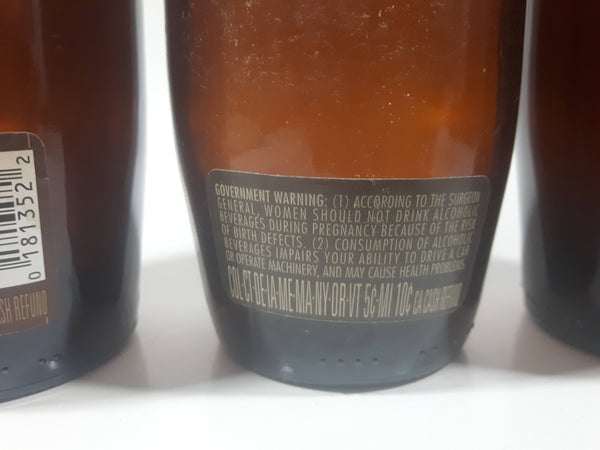 GOVERNMENT WARNING: (1) ACCORDING TO THE SURGEON
GENERAL, WOMEN SHOULD NOT DRINK ALCOHOLIC
BEVERAGES DURING PREGNANCY BECAUSE OF THE RISK
OF BIRTH DEFECTS. (2) CONSUMPTION OF ALCOHOLIC
BEVERAGES IMPAIRS YOUR ABILITY TO DRIVE A CAR
OR OPERATE MACHINERY, AND MAY CAUSE HEALTH PROBLEMS.
CT·DE·IA·ME·MA·NY·OR·VT 5¢·MI 10¢ CA CASH REFUND
0 181352 2
SH REFUND